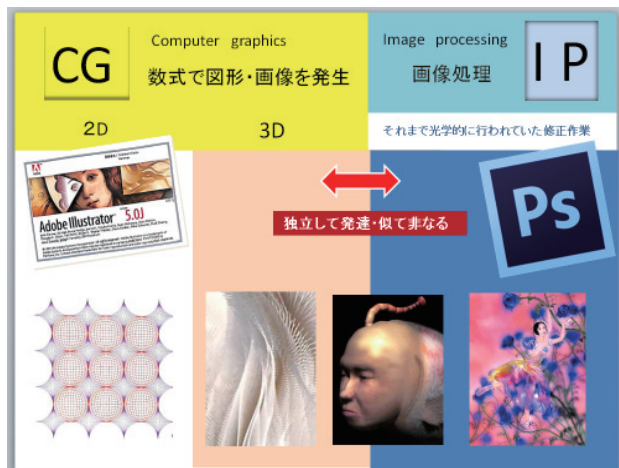 CG
Computer graphics
数式で図形・画像を発生
Image processing
画像処理
IP
2D
3D
それまで光学的に行われていた修正作業
Adobe Illustrator 5.0J
Ps
独立して発達・似て非なる